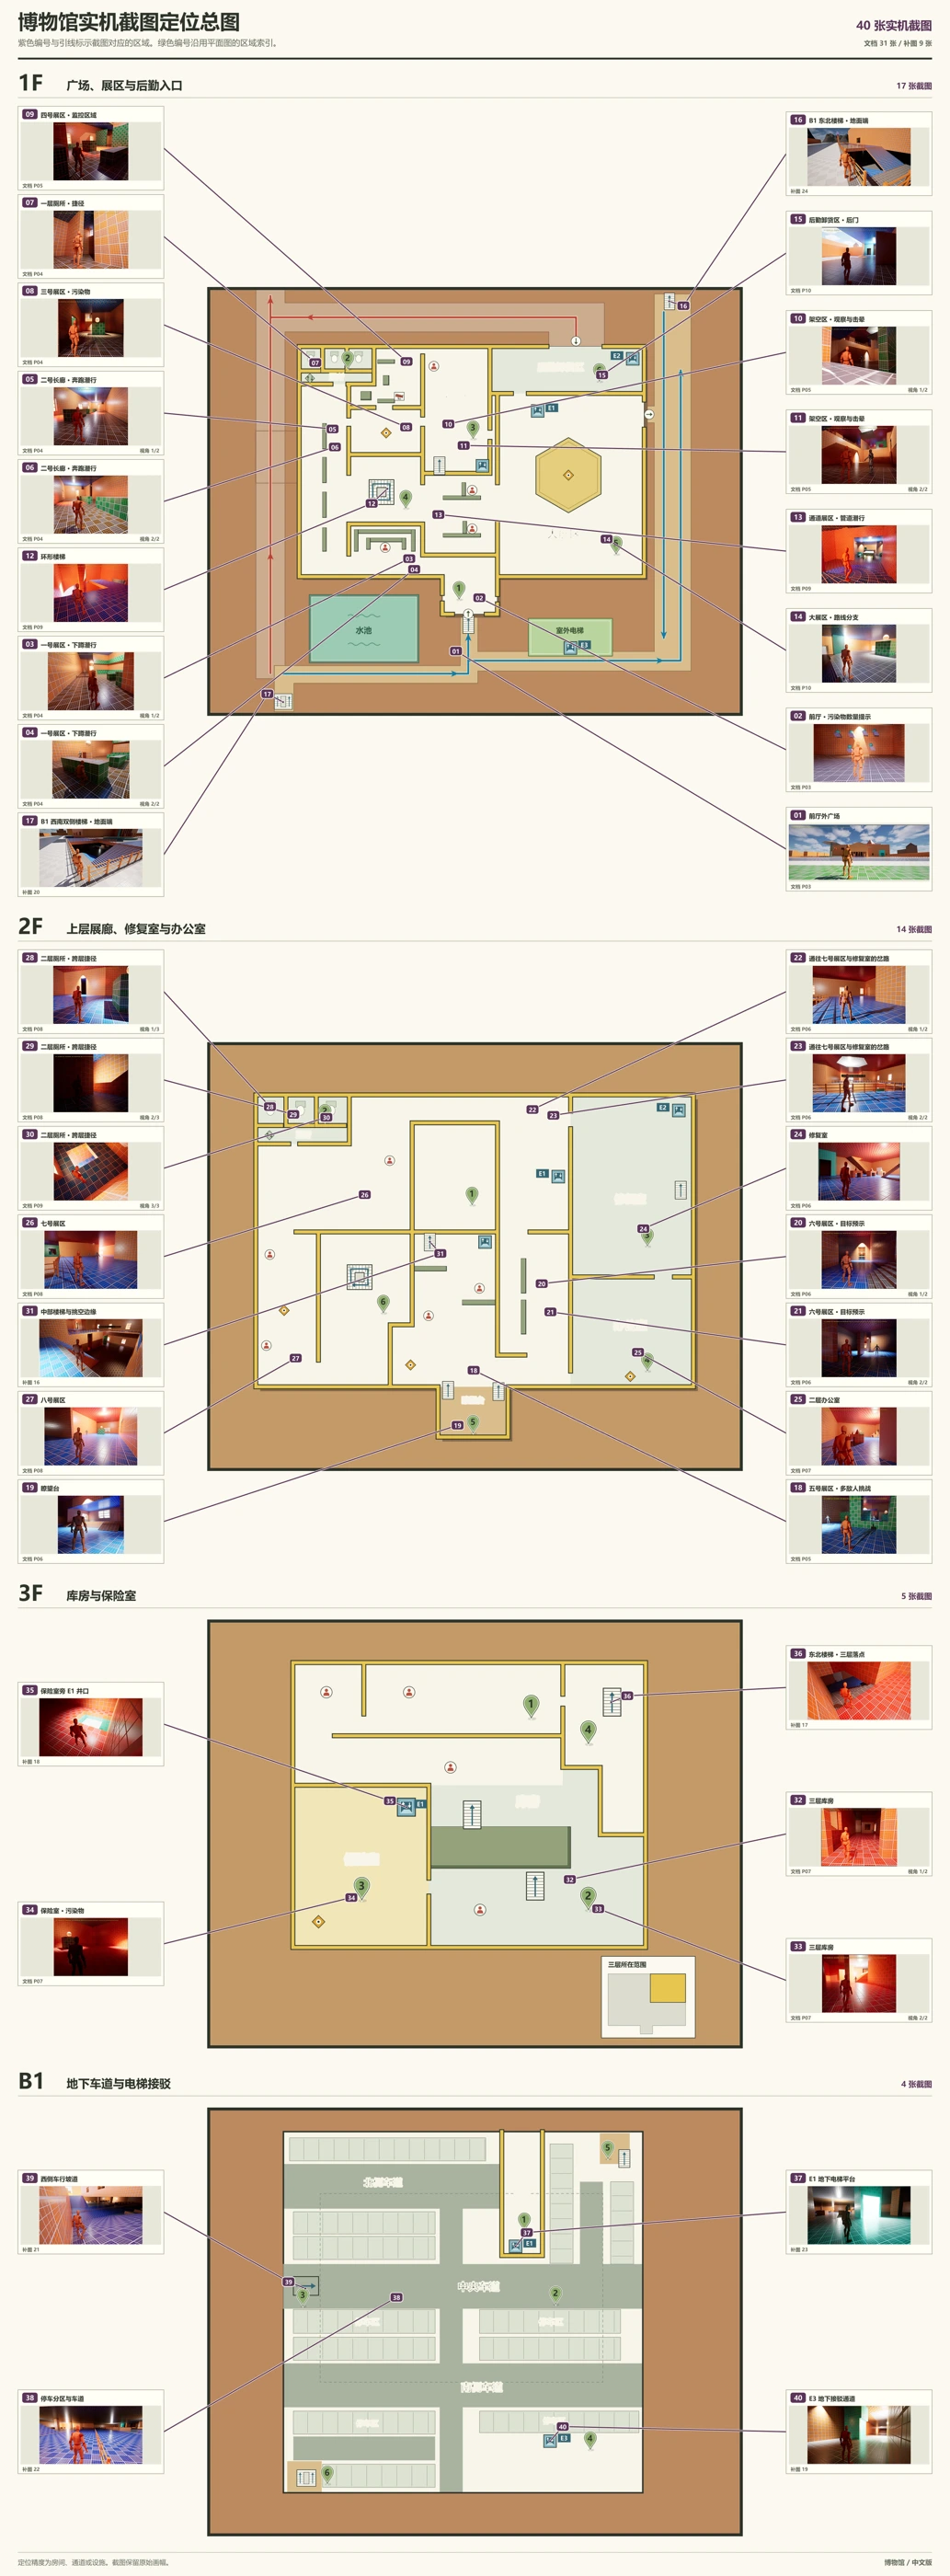 博物馆实机截图定位总图
紫色编号与引线标示截图对应的区域。绿色编号沿用平面图的区域索引。
40 张实机截图
文档 31 张 / 补图 9 张
1F 广场、展区与后勤入口
17 张截图
09 四号展区・监控区域
文档 P05
07 一层厕所・捷径
文档 P04
08 三号展区・污染物
文档 P04
05 二号长廊・奔跑潜行
文档 P04 视角 1/2
06 二号长廊・奔跑潜行
文档 P04 视角 2/2
12 环形楼梯
文档 P09
03 一号展区・下蹲潜行
文档 P04 视角 1/2
04 一号展区・下蹲潜行
文档 P04 视角 2/2
17 B1 西南双侧楼梯・地面端
补图 20
水池
室外电梯
E1
E2
E3
16 B1 东北楼梯・地面端
补图 24
15 后勤卸货区・后门
文档 P10
10 架空区・观察与击晕
文档 P05 视角 1/2
11 架空区・观察与击晕
文档 P05 视角 2/2
13 通道展区・管道潜行
文档 P09
14 大展区・路线分支
文档 P10
02 前厅・污染物数量提示
文档 P03
01 前厅外广场
文档 P03
2F 上层展廊、修复室与办公室
14 张截图
28 二层厕所・跨层捷径
文档 P08 视角 1/3
29 二层厕所・跨层捷径
文档 P08 视角 2/3
30 二层厕所・跨层捷径
文档 P09 视角 3/3
26 七号展区
文档 P08
31 中部楼梯与挑空边缘
补图 16
27 八号展区
文档 P08
19 瞭望台
文档 P06
E1
E2
22 通往七号展区与修复室的岔路
文档 P06 视角 1/2
23 通往七号展区与修复室的岔路
文档 P06 视角 2/2
24 修复室
文档 P06
20 六号展区・目标预示
文档 P06 视角 1/2
21 六号展区・目标预示
文档 P06 视角 2/2
25 二层办公室
文档 P07
18 五号展区・多敌人挑战
文档 P05
3F 库房与保险室
5 张截图
35 保险室旁 E1 井口
补图 18
34 保险室・污染物
文档 P07
E1
三层所在范围
36 东北楼梯・三层落点
补图 17
32 三层库房
文档 P07 视角 1/2
33 三层库房
文档 P07 视角 2/2
B1 地下车道与电梯接驳
4 张截图
39 西侧车行坡道
补图 21
38 停车分区与车道
补图 22
北侧车道
中央车道
南侧车道
E1
E3
37 E1 地下电梯平台
补图 23
40 E3 地下接驳通道
补图 19
定位精度为房间、通道或设施。截图保留原始画幅。
博物馆 / 中文版